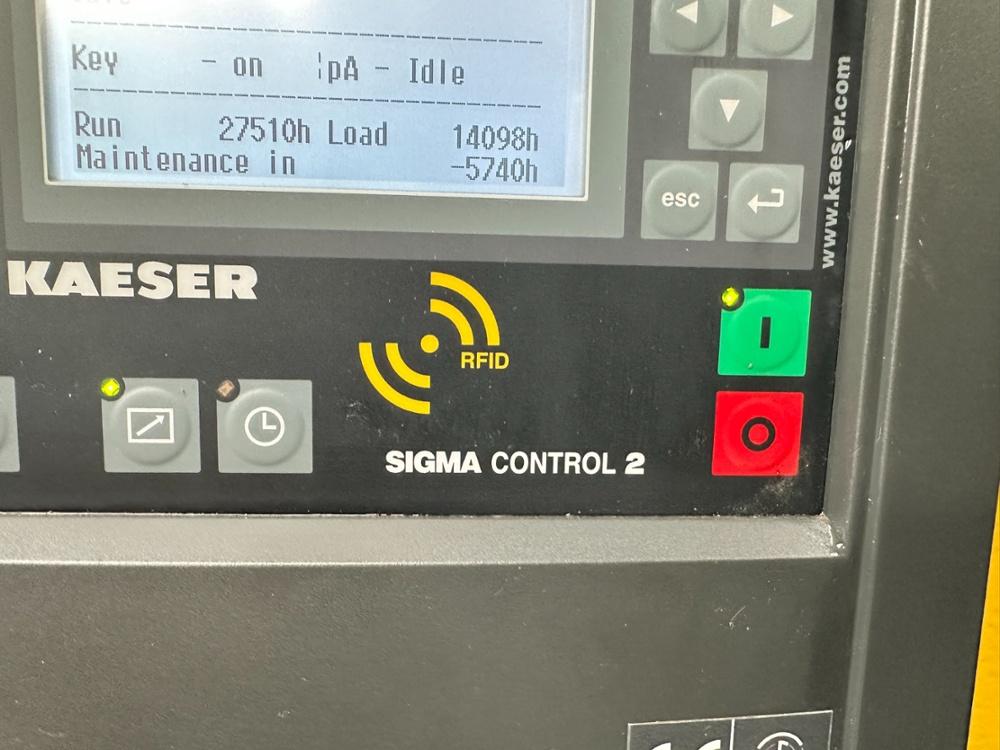 Key - on ¦pA - Idle
Run 27510h Load 14098h
Maintenance in -5740h
esc
www.kaeser.com
KAESER
RFID
SIGMA CONTROL 2